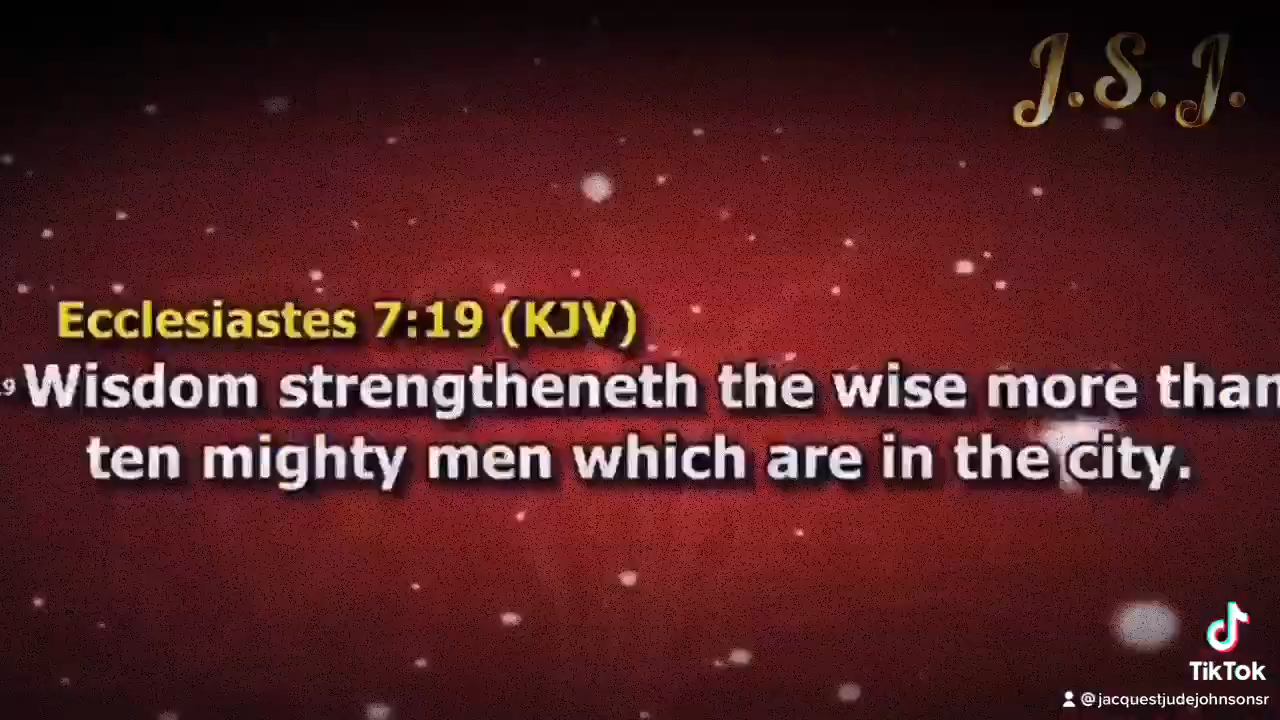 J.S.J.
Ecclesiastes 7:19 (KJV)
19 Wisdom strengtheneth the wise more than
ten mighty men which are in the city.
TikTok
@jacquestjudejohnsonsr